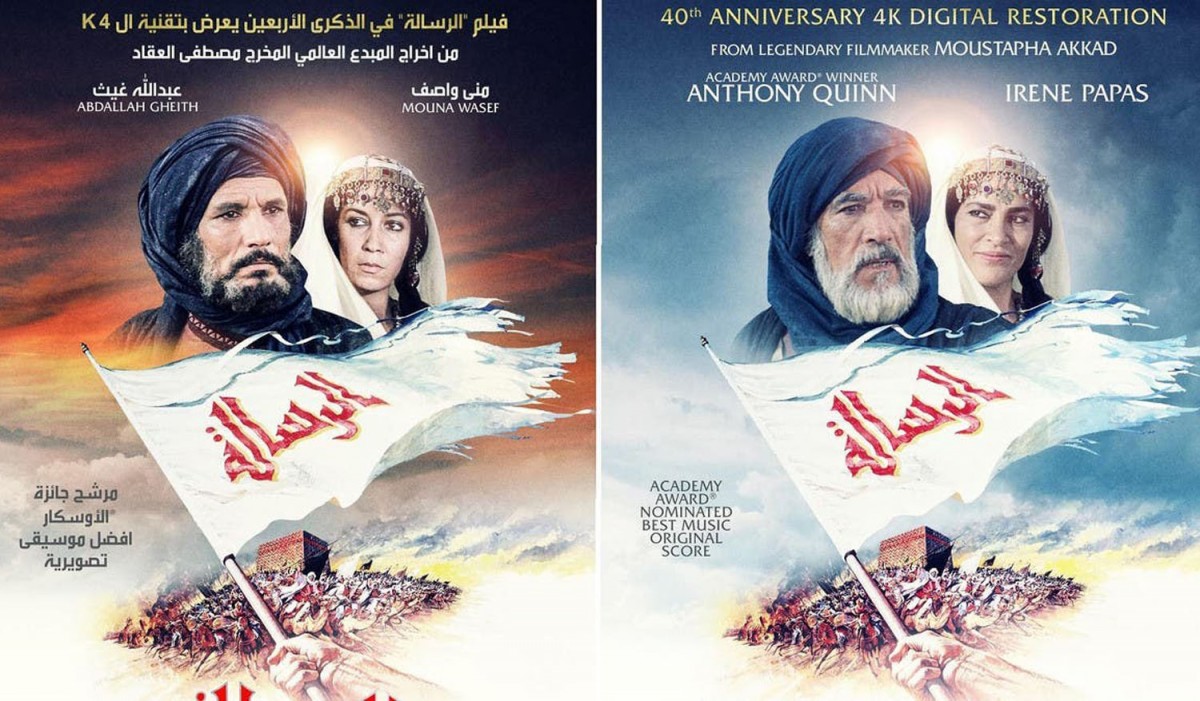 فيلم "الرسالة" في الذكرى الأربعين يعرض بتقنية ال K4
من اخراج المبدع العالمي المخرج مصطفى العقاد
عبدالله غيث
ABDALLAH GHEITH
منى واصف
MOUNA WASEF
الرسالة
مرشح جائزة
الأوسكار®
افضل موسيقى
تصويرية
40th ANNIVERSARY 4K DIGITAL RESTORATION
FROM LEGENDARY FILMMAKER MOUSTAPHA AKKAD
ACADEMY AWARD® WINNER
ANTHONY QUINN
IRENE PAPAS
الرسالة
ACADEMY
AWARD®
NOMINATED
BEST MUSIC
ORIGINAL
SCORE